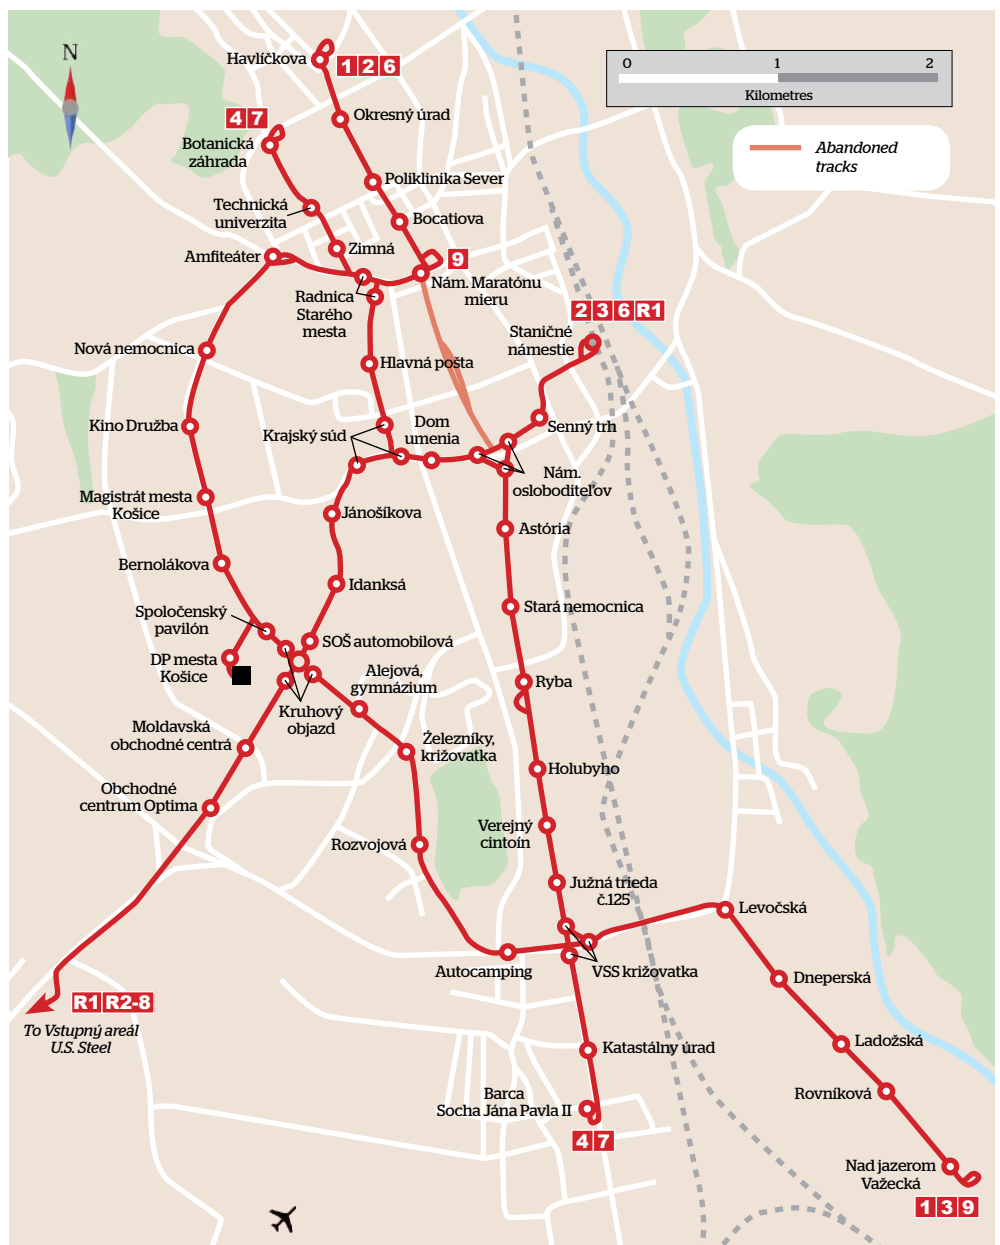 N
Havlíčkova
1 2 6
0 1 2
Kilometres
Okresný úrad
4 7
Botanická
záhrada
Abandoned
tracks
Poliklinika Sever
Technická
univerzita
Bocatiova
Zimná
Amfiteáter
9
Nám. Maratónu
mieru
Radnica
Starého
mesta
2 3 6 R1
Staničné
námestie
Nová nemocnica
Hlavná pošta
Kino Družba
Krajský súd
Dom
umenia
Senný trh
Nám.
osloboditeľov
Magistrát mesta
Košice
Jánošíkova
Astória
Bernolákova
Idanksá
Stará nemocnica
Spoločenský
pavilón
SOŠ automobilová
DP mesta
Košice
Alejová,
gymnázium
Ryba
Kruhový
objazd
Moldavská
obchodné centrá
Železníky,
križovatka
Holubyho
Obchodné
centrum Optima
Verejný
cintoín
Rozvojová
Južná trieda
č.125
Levočská
Autocamping
VSS križovatka
Dneperská
R1 R2-8
To Vstupný areál
U.S. Steel
Katastálny úrad
Ladožská
Barca
Socha Jána Pavla II
Rovníková
4 7
Nad jazerom
Važecká
1 3 9